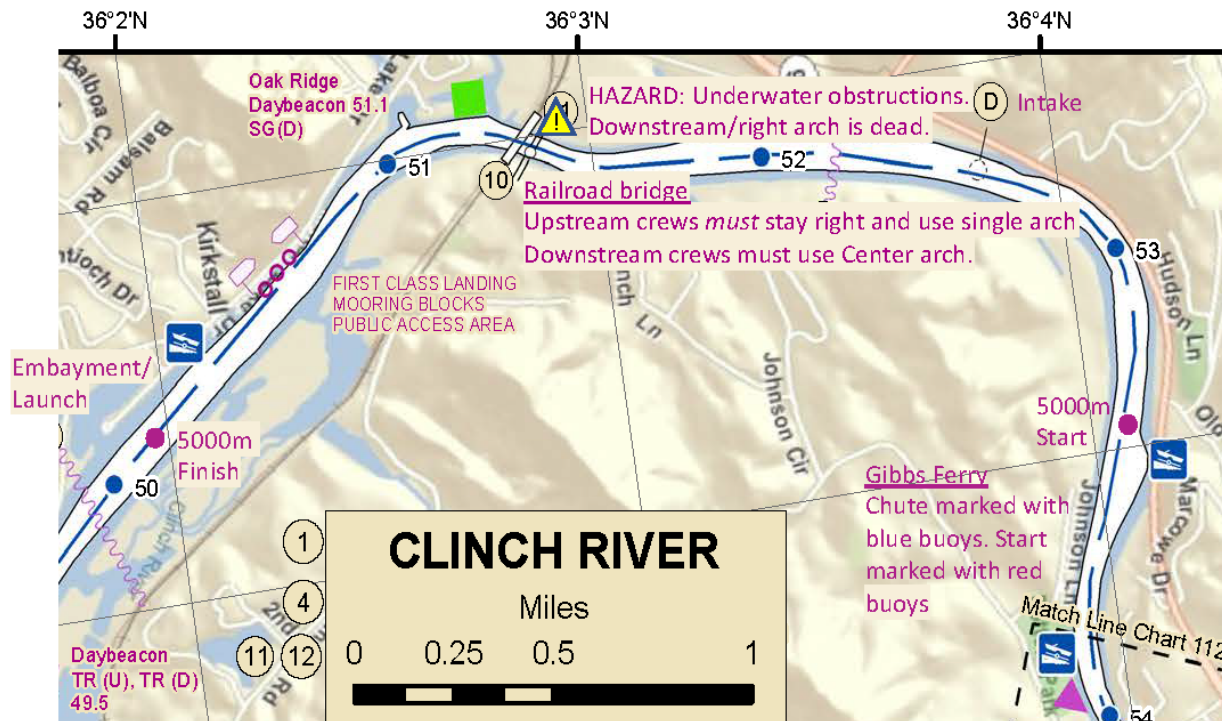 36°2'N
36°3'N
36°4'N
Balboa Cir
Balsam Rd
Oak Ridge
Daybeacon 51.1
SG(D)
HAZARD: Underwater obstructions.
Downstream/right arch is dead.
D
Intake
51
10
52
Railroad bridge
Upstream crews must stay right and use single arch
Downstream crews must use Center arch.
53
Kirkstall
FIRST CLASS LANDING
MOORING BLOCKS
PUBLIC ACCESS AREA
Ln
Hudson Ln
Johnson Cir
Embayment/
Launch
5000m
Finish
50
5000m
Start
Gibbs Ferry
Chute marked with
blue buoys. Start
marked with red
buoys
Johnson Ln
Marcowe Dr
Clinch Riv
1
4
11
12
2nd
Rd
Daybeacon
TR (U), TR (D)
49.5
CLINCH RIVER
Miles
0 0.25 0.5 1
Match Line Chart 112
54